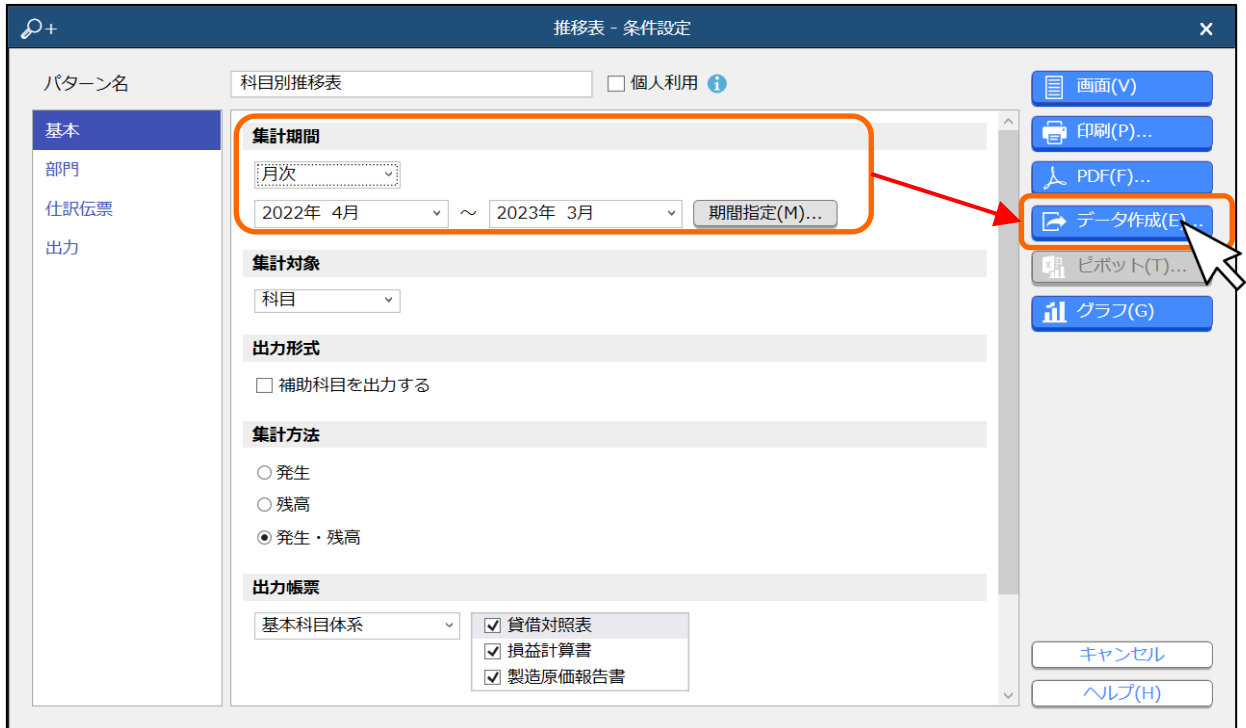 推移表 - 条件設定
パターン名
科目別推移表
個人利用
基本
部門
仕訳伝票
出力
集計期間
月次
2022年 4月 ～ 2023年 3月 期間指定(M)...
集計対象
科目
出力形式
補助科目を出力する
集計方法
発生
残高
発生・残高
出力帳票
基本科目体系
貸借対照表
損益計算書
製造原価報告書
画面(V)
印刷(P)...
PDF(F)...
データ作成(E)...
ピボット(T)...
グラフ(G)
キャンセル
ヘルプ(H)